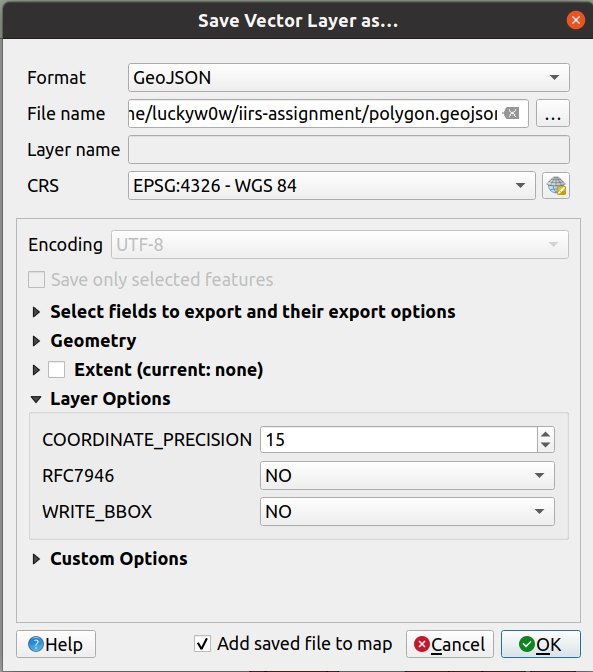 Save Vector Layer as...
Format GeoJSON
File name ne/luckyw0w/iirs-assignment/polygon.geojson ...
Layer name
CRS EPSG:4326 - WGS 84
Encoding UTF-8
Save only selected features
Select fields to export and their export options
Geometry
Extent (current: none)
Layer Options
COORDINATE_PRECISION 15
RFC7946 NO
WRITE_BBOX NO
Custom Options
Help Add saved file to map Cancel OK